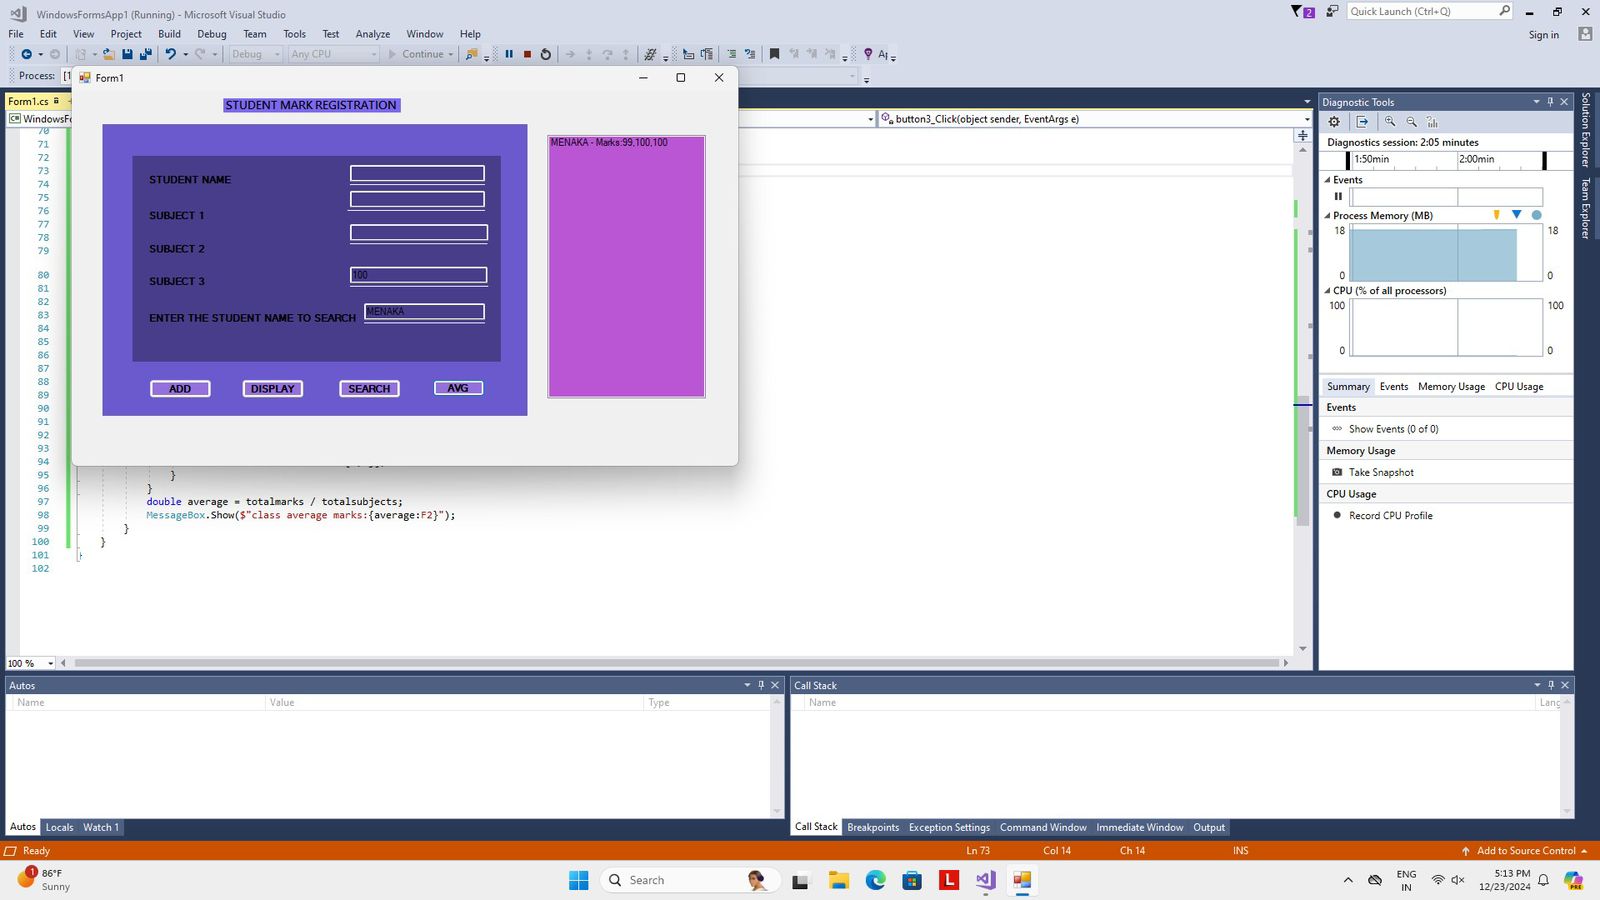 WindowsFormsApp1 (Running) - Microsoft Visual Studio
2
Quick Launch (Ctrl+Q)
File Edit View Project Build Debug Team Tools Test Analyze Window Help
Sign in
Debug Any CPU Continue
Process: [1
Form1
Form1.cs
WindowsFo
button3_Click(object sender, EventArgs e)
STUDENT MARK REGISTRATION
STUDENT NAME
SUBJECT 1
SUBJECT 2
SUBJECT 3
100
ENTER THE STUDENT NAME TO SEARCH
MENAKA
ADD DISPLAY SEARCH AVG
MENAKA - Marks:99,100,100
70
71
72
73
74
75
76
77
78
79
80
81
82
83
84
85
86
87
88
89
90
91
92
93
94
95 }
96 }
97 double average = totalmarks / totalsubjects;
98 MessageBox.Show($"class average marks:{average:F2}");
99 }
100 }
101 }
102
100 %
Diagnostic Tools
Diagnostics session: 2:05 minutes
1:50min 2:00min
Events
Process Memory (MB)
18 18
0 0
CPU (% of all processors)
100 100
0 0
Summary Events Memory Usage CPU Usage
Events
Show Events (0 of 0)
Memory Usage
Take Snapshot
CPU Usage
Record CPU Profile
Solution Explorer
Team Explorer
Autos
Name Value Type
Autos Locals Watch 1
Call Stack
Name Lang
Call Stack Breakpoints Exception Settings Command Window Immediate Window Output
Ready Ln 73 Col 14 Ch 14 INS Add to Source Control
1
86°F
Sunny
Search
L
ENG
IN
5:13 PM
12/23/2024
PRE